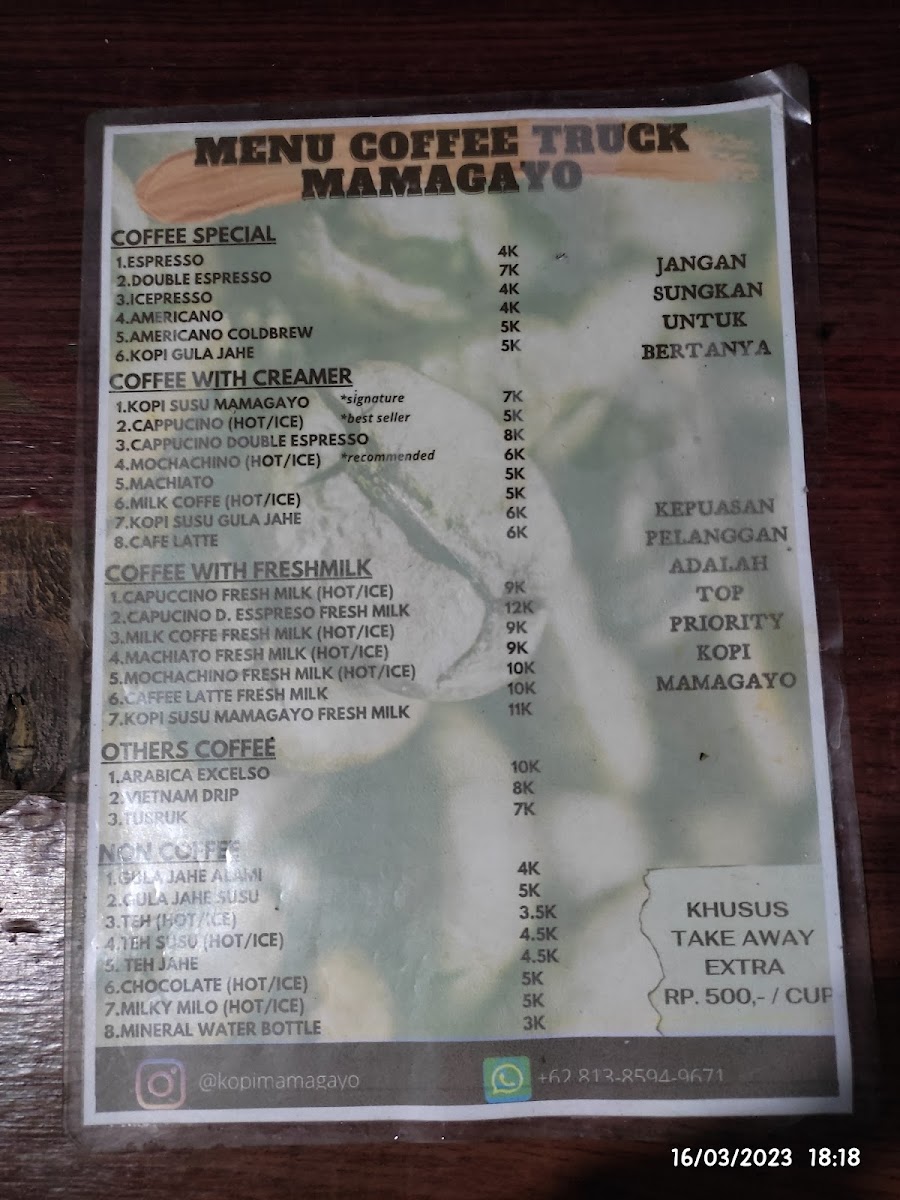 MENU COFFEE TRUCK
MAMAGAYO
COFFEE SPECIAL
1.ESPRESSO 4K
2.DOUBLE ESPRESSO 7K
3.ICEPRESSO 4K
4.AMERICANO 4K
5.AMERICANO COLDBREW 5K
6.KOPI GULA JAHE 5K
JANGAN
SUNGKAN
UNTUK
BERTANYA
COFFEE WITH CREAMER
1.KOPI SUSU MAMAGAYO *signature 7K
2.CAPPUCINO (HOT/ICE) *best seller 5K
3.CAPPUCINO DOUBLE ESPRESSO 8K
4.MOCHACHINO (HOT/ICE) *recommended 6K
5.MACHIATO 5K
6.MILK COFFE (HOT/ICE) 5K
7.KOPI SUSU GULA JAHE 6K
8.CAFE LATTE 6K
COFFEE WITH FRESHMILK
1.CAPUCCINO FRESH MILK (HOT/ICE) 9K
2.CAPUCINO D. ESSPRESO FRESH MILK 12K
3.MILK COFFE FRESH MILK (HOT/ICE) 9K
4.MACHIATO FRESH MILK (HOT/ICE) 9K
5.MOCHACHINO FRESH MILK (HOT/ICE) 10K
6.CAFFEE LATTE FRESH MILK 10K
7.KOPI SUSU MAMAGAYO FRESH MILK 11K
KEPUASAN
PELANGGAN
ADALAH
TOP
PRIORITY
KOPI
MAMAGAYO
OTHERS COFFEE
1.ARABICA EXCELSO 10K
2.VIETNAM DRIP 8K
3.TUBRUK 7K
NON COFFEE
1.GULA JAHE ALAMI 4K
2.GULA JAHE SUSU 5K
3.TEH (HOT/ICE) 3.5K
4.TEH SUSU (HOT/ICE) 4.5K
5. TEH JAHE 4.5K
6.CHOCOLATE (HOT/ICE) 5K
7.MILKY MILO (HOT/ICE) 5K
8.MINERAL WATER BOTTLE 3K
KHUSUS
TAKE AWAY
EXTRA
RP. 500,- / CUP
@kopimamagayo
+62 813-8594-9671
16/03/2023 18:18